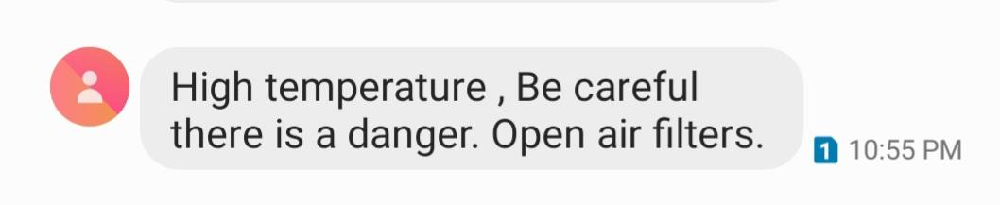 High temperature , Be careful
there is a danger. Open air filters.
1 10:55 PM